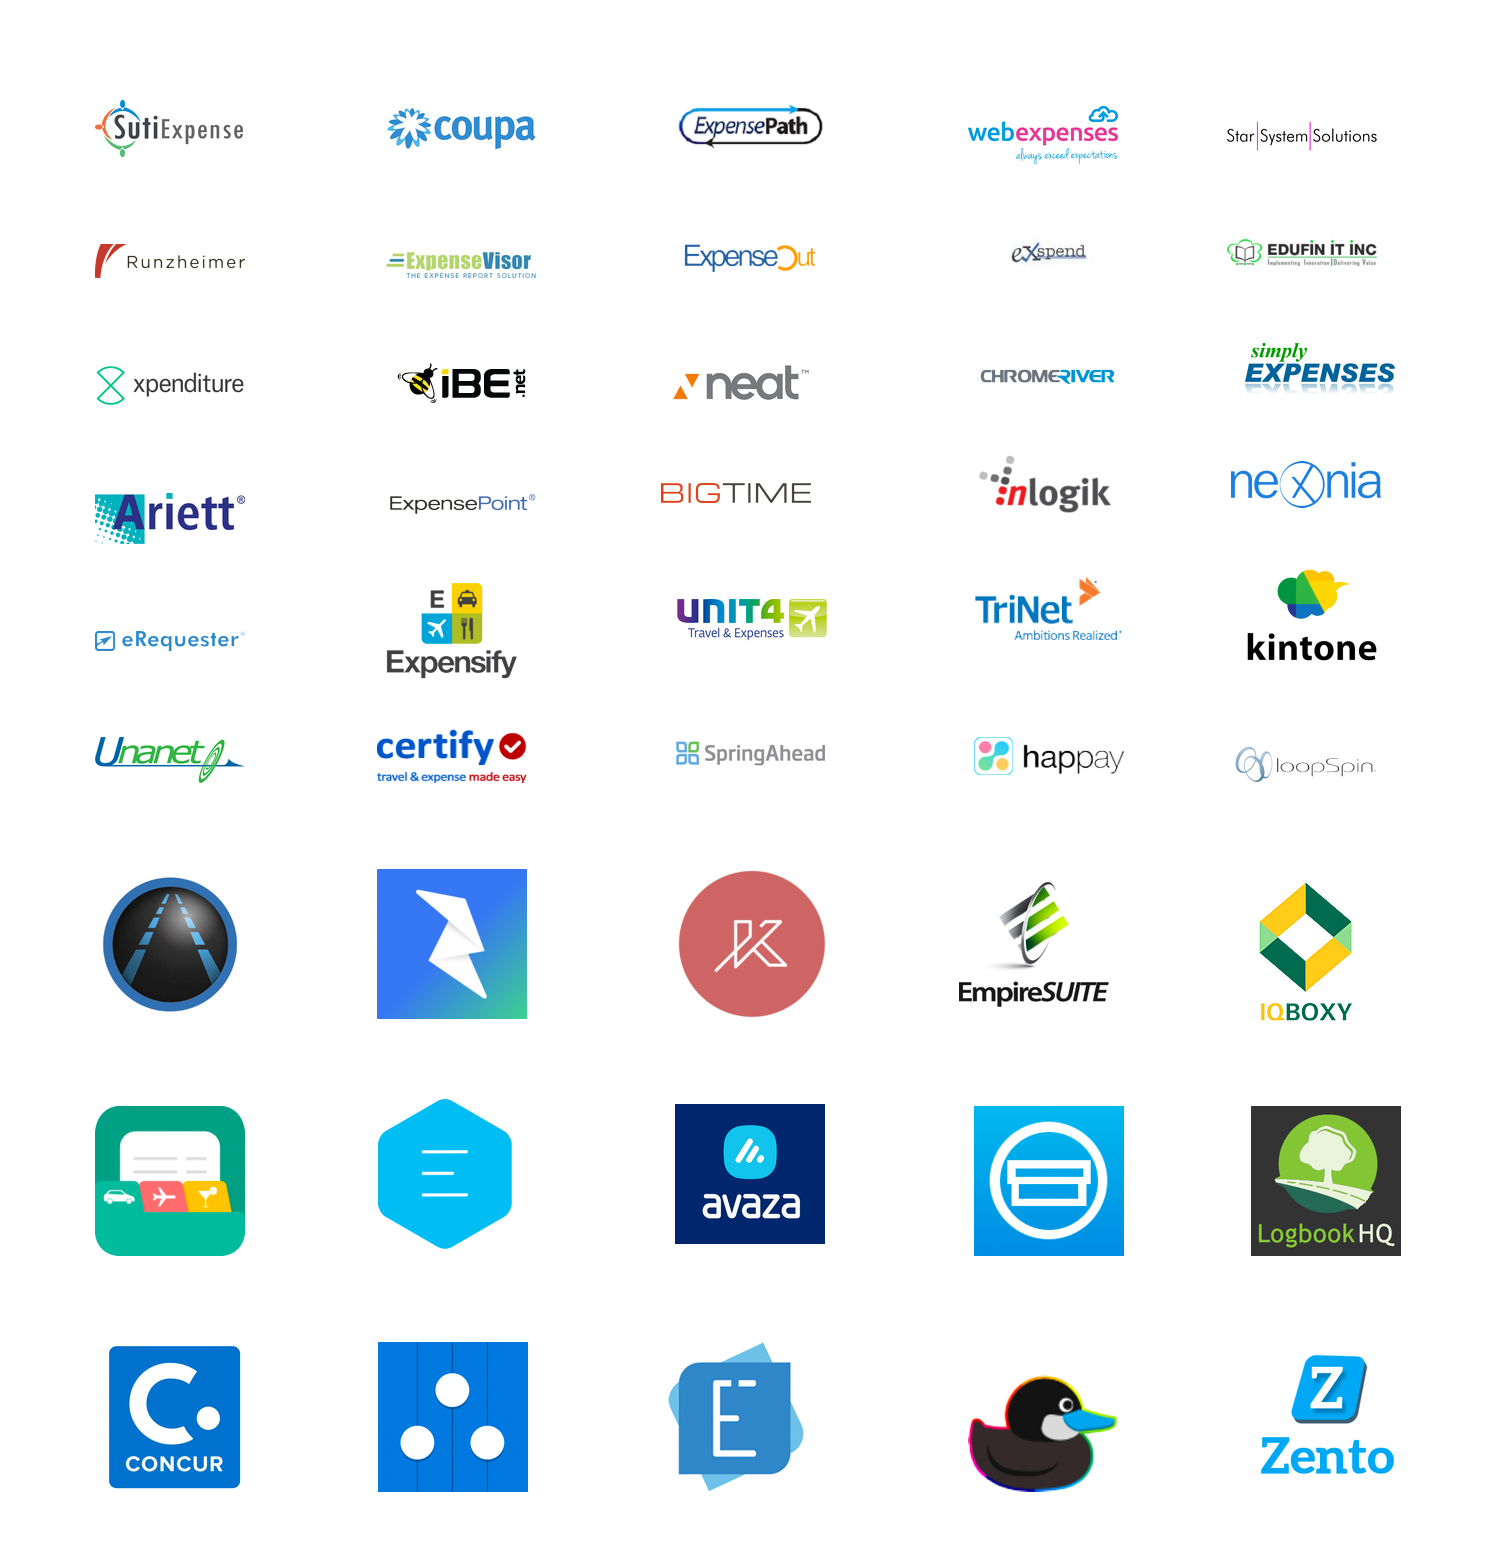 SutiExpense
coupa
ExpensePath
webexpenses
always exceed expectations
Star|System|Solutions
Runzheimer
ExpenseVisor
THE EXPENSE REPORT SOLUTION
ExpenseOut
eXspend
EDUFIN IT INC
Implementing Innovation|Delivering Value
xpenditure
iBE.net
neat™
CHROMERIVER
simply
EXPENSES
Ariett®
ExpensePoint®
BIGTIME
inlogik
nexonia
eRequester®
E
Expensify
UNIT4
Travel & Expenses
TriNet
Ambitions Realized®
kintone
Unanet
certify
travel & expense made easy
SpringAhead
happay
loopSpin
K
EmpireSUITE
IQBOXY
E
avaza
Logbook HQ
C.
CONCUR
E
Z
Zento